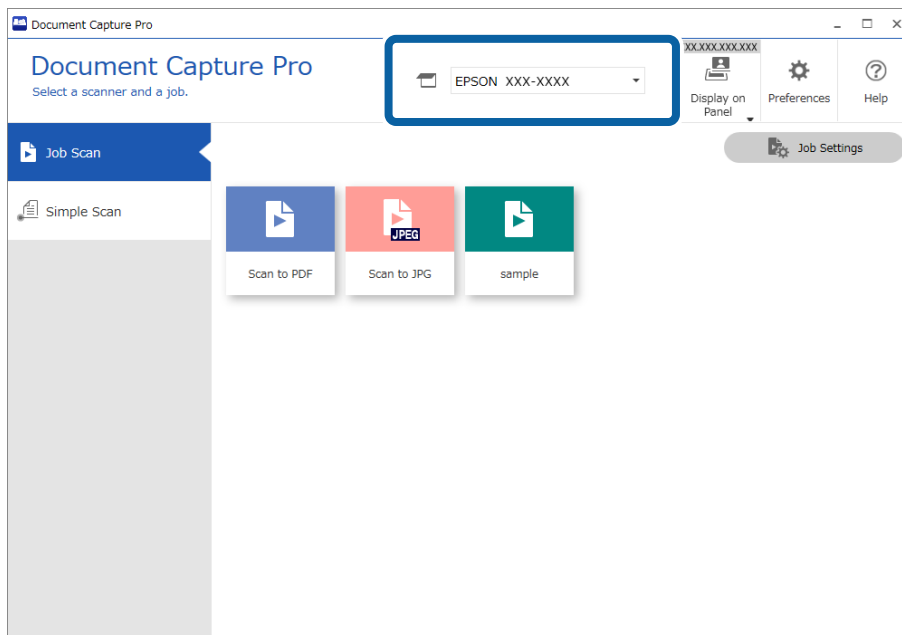 Document Capture Pro
Document Capture Pro
Select a scanner and a job.
EPSON XXX-XXXX
XX.XXX.XXX.XXX
Display on
Panel
Preferences
Help
Job Scan
Job Settings
Simple Scan
JPEG
Scan to PDF
Scan to JPG
sample